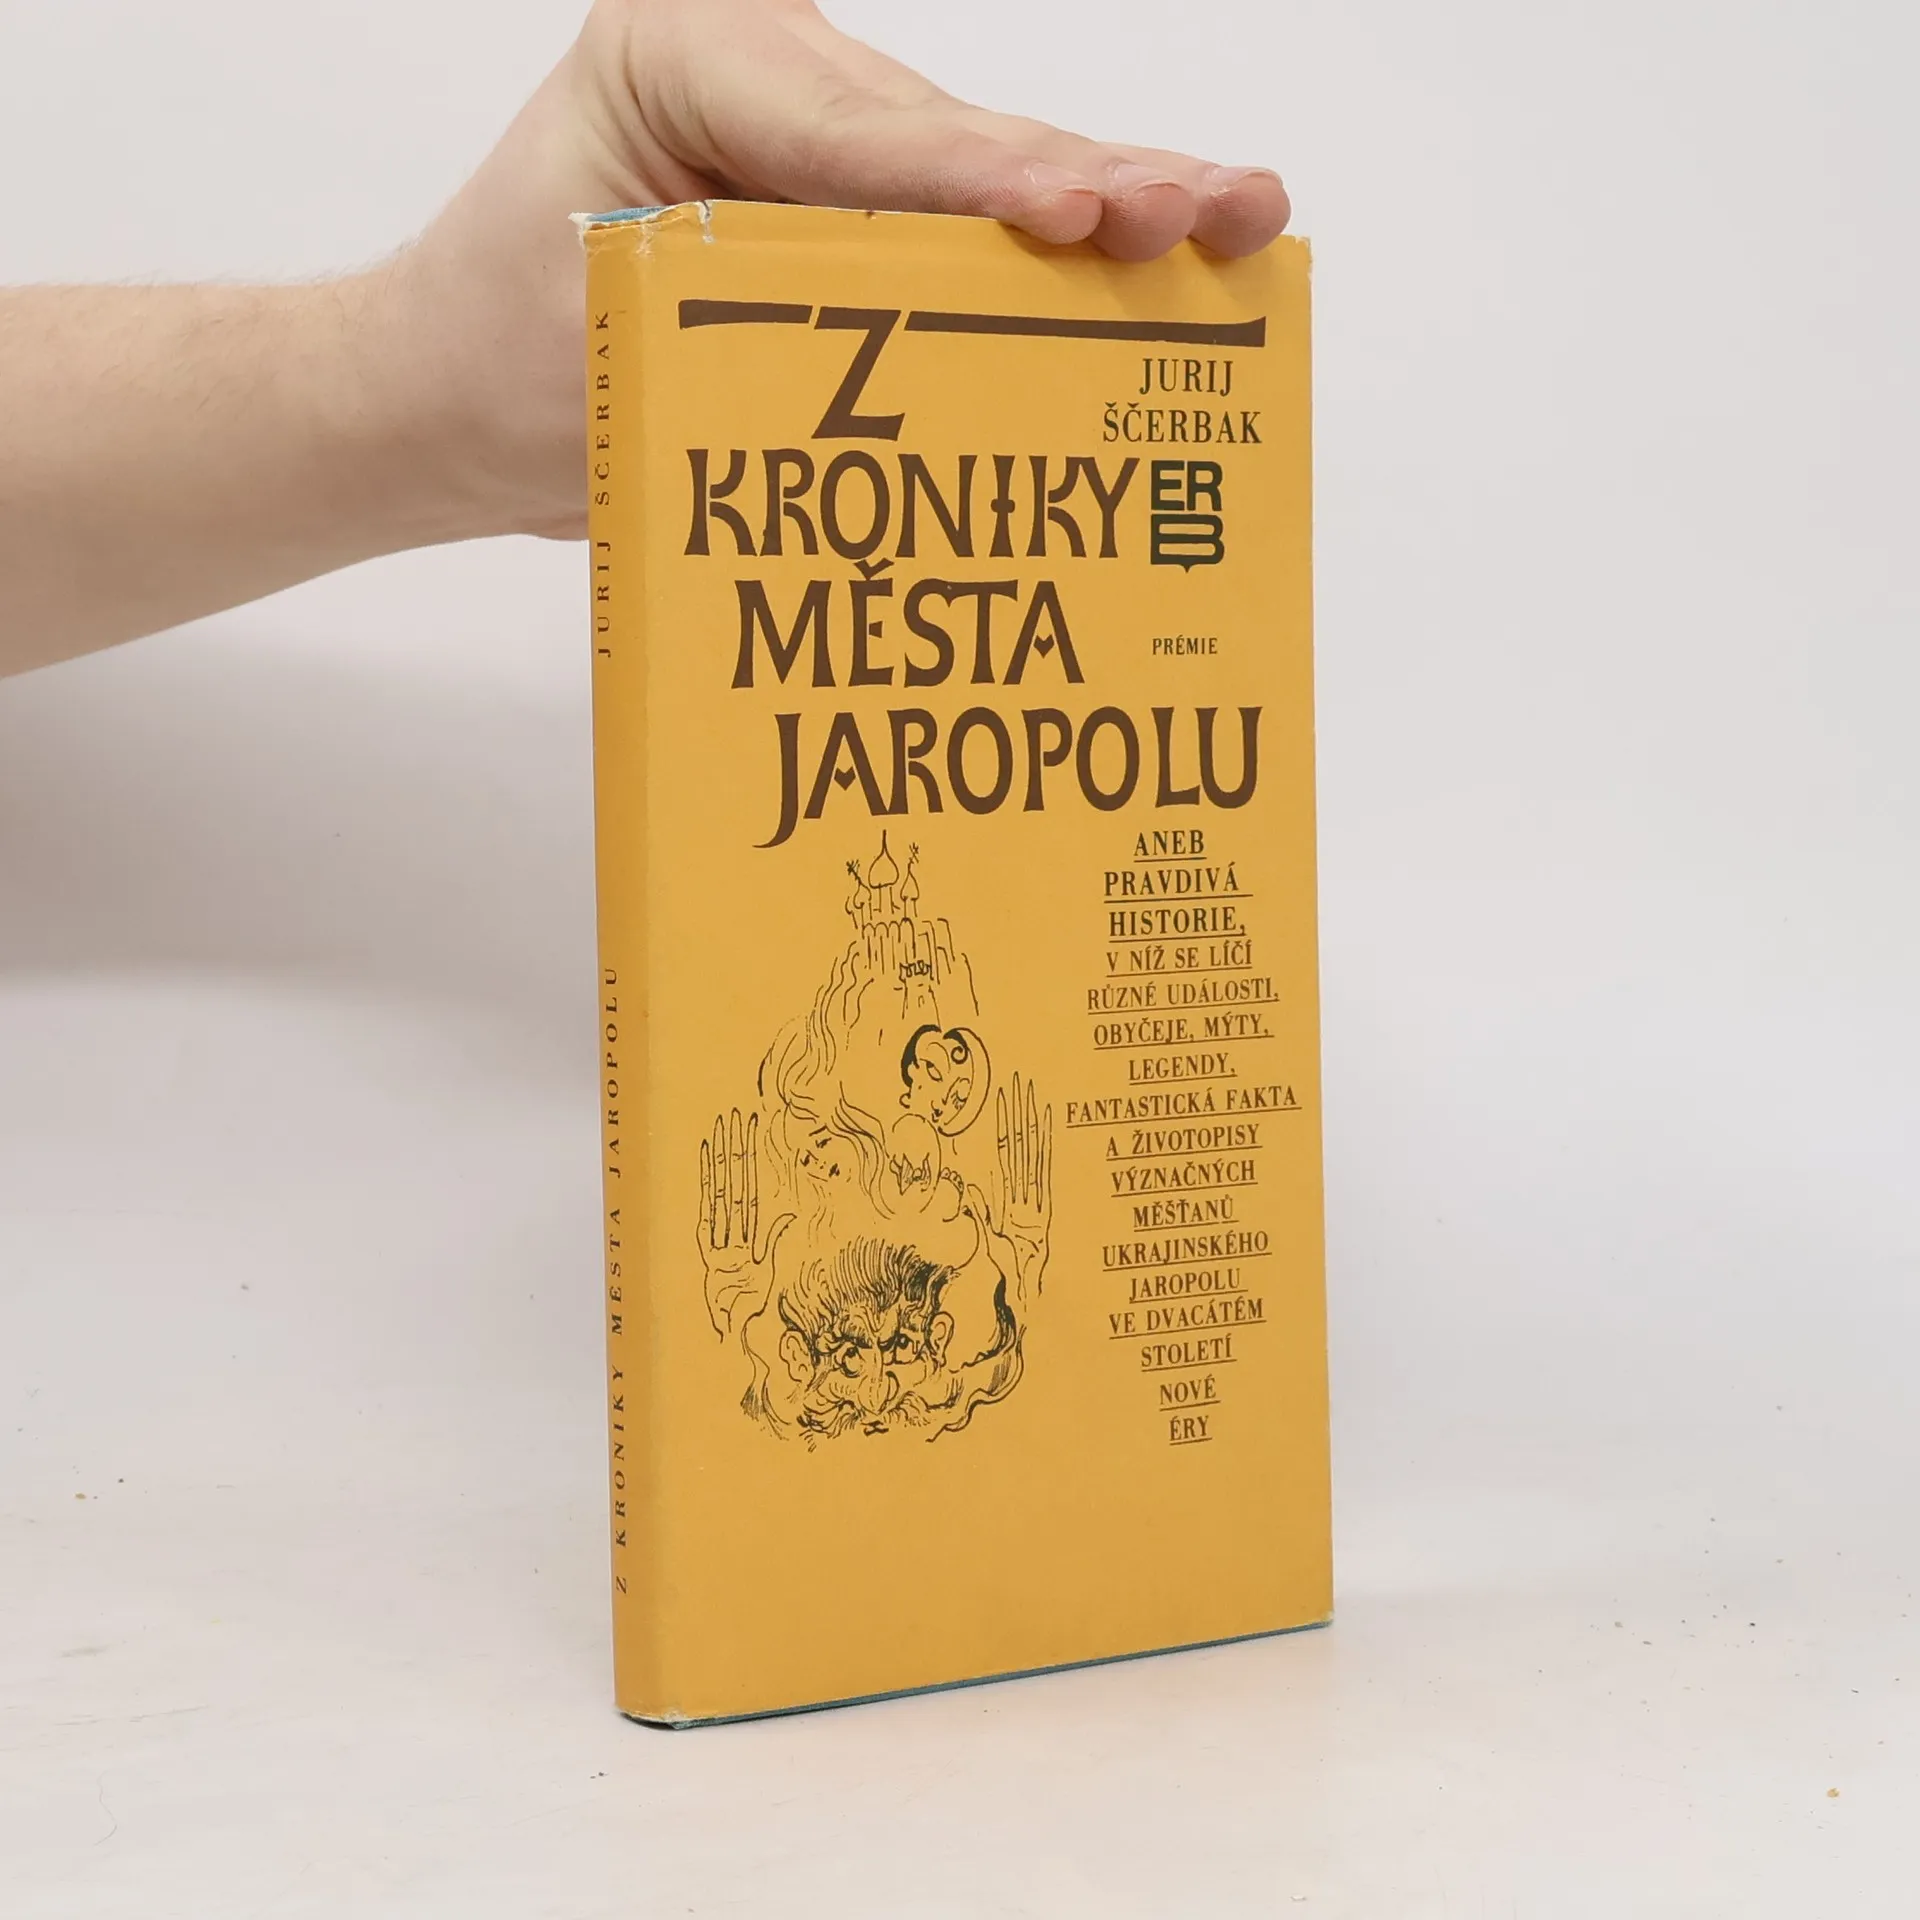 JURIJ ŠČERBAK
Z KRONIKY MĚSTA JAROPOLU
Z
KRONIKY
MĚSTA
JAROPOLU
JURIJ
ŠČERBAK
ER
B
PRÉMIE
ANEB
PRAVDIVÁ
HISTORIE,
V NÍŽ SE LÍČÍ
RŮZNÉ UDÁLOSTI,
OBYČEJE, MÝTY,
LEGENDY,
FANTASTICKÁ FAKTA
A ŽIVOTOPISY
VÝZNAČNÝCH
MĚŠŤANŮ
UKRAJINSKÉHO
JAROPOLU
VE DVACÁTÉM
STOLETÍ
NOVÉ
ÉRY